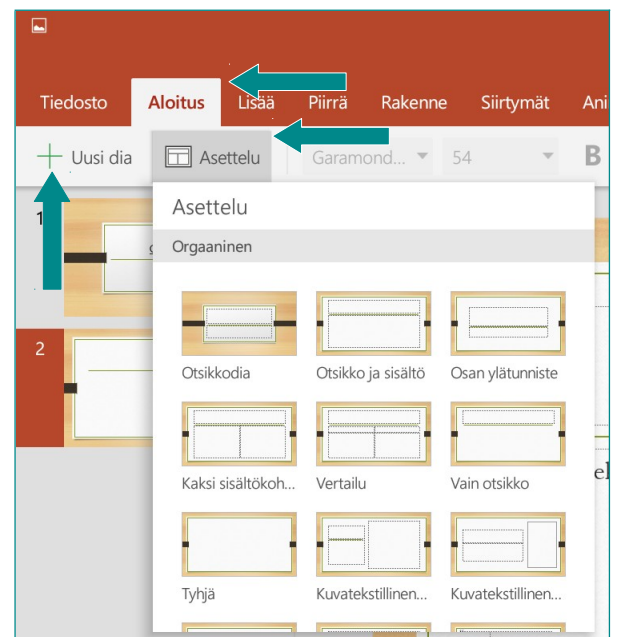 Tiedosto Aloitus Lisää Piirrä Rakenne Siirtymät Ani
Uusi dia Asettelu Garamond... 54 B
1
Asettelu
Orgaaninen
2
Otsikkodia Otsikko ja sisältö Osan ylätunniste
Kaksi sisältökoh... Vertailu Vain otsikko
Tyhjä Kuvatekstillinen... Kuvatekstillinen...